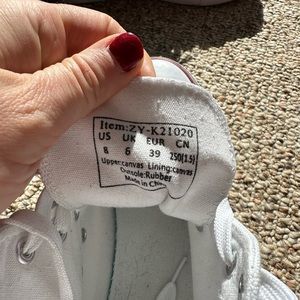 Item:ZY-K21020
US UK EUR CN
8 6 39 250(1.5)
Upper:canvas Lining:canvas
Outsole:Rubber
Made in China